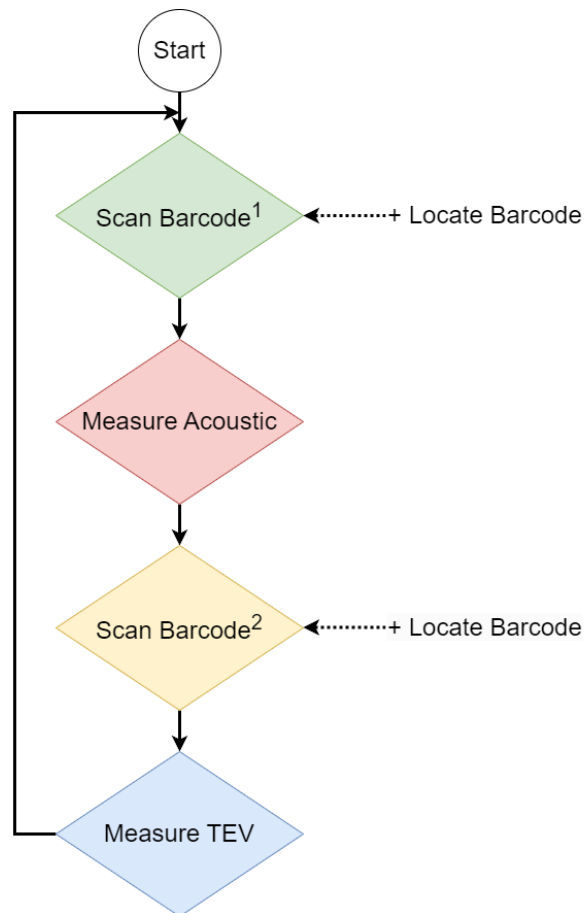 Start
Scan Barcode¹
+ Locate Barcode
Measure Acoustic
Scan Barcode²
+ Locate Barcode
Measure TEV